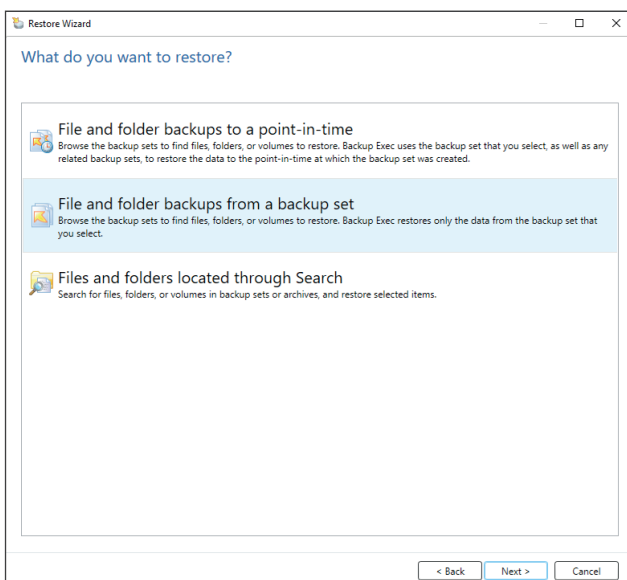 Restore Wizard
What do you want to restore?
File and folder backups to a point-in-time
Browse the backup sets to find files, folders, or volumes to restore. Backup Exec uses the backup set that you select, as well as any
related backup sets, to restore the data to the point-in-time at which the backup set was created.
File and folder backups from a backup set
Browse the backup sets to find files, folders, or volumes to restore. Backup Exec restores only the data from the backup set that
you select.
Files and folders located through Search
Search for files, folders, or volumes in backup sets or archives, and restore selected items.
< Back Next > Cancel